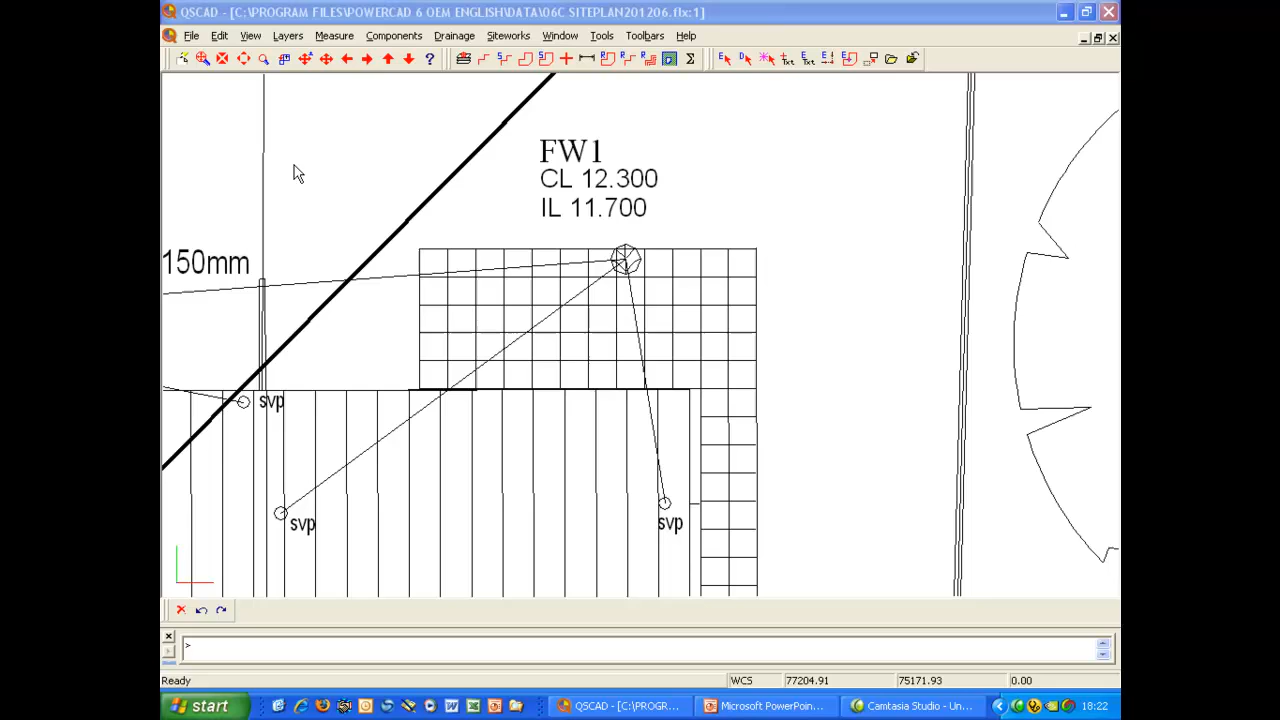 QSCAD - [C:\PROGRAM FILES\POWERCAD 6 OEM ENGLISH\DATA\06C SITEPLAN201206.flx:1]
File Edit View Layers Measure Components Drainage Siteworks Window Tools Toolbars Help
FW1
CL 12.300
IL 11.700
150mm
svp
svp
svp
>
Ready WCS 77204.91 75171.93 0.00
start QSCAD - [C:\PROGR... Microsoft PowerPoin... Camtasia Studio - Un... 18:22